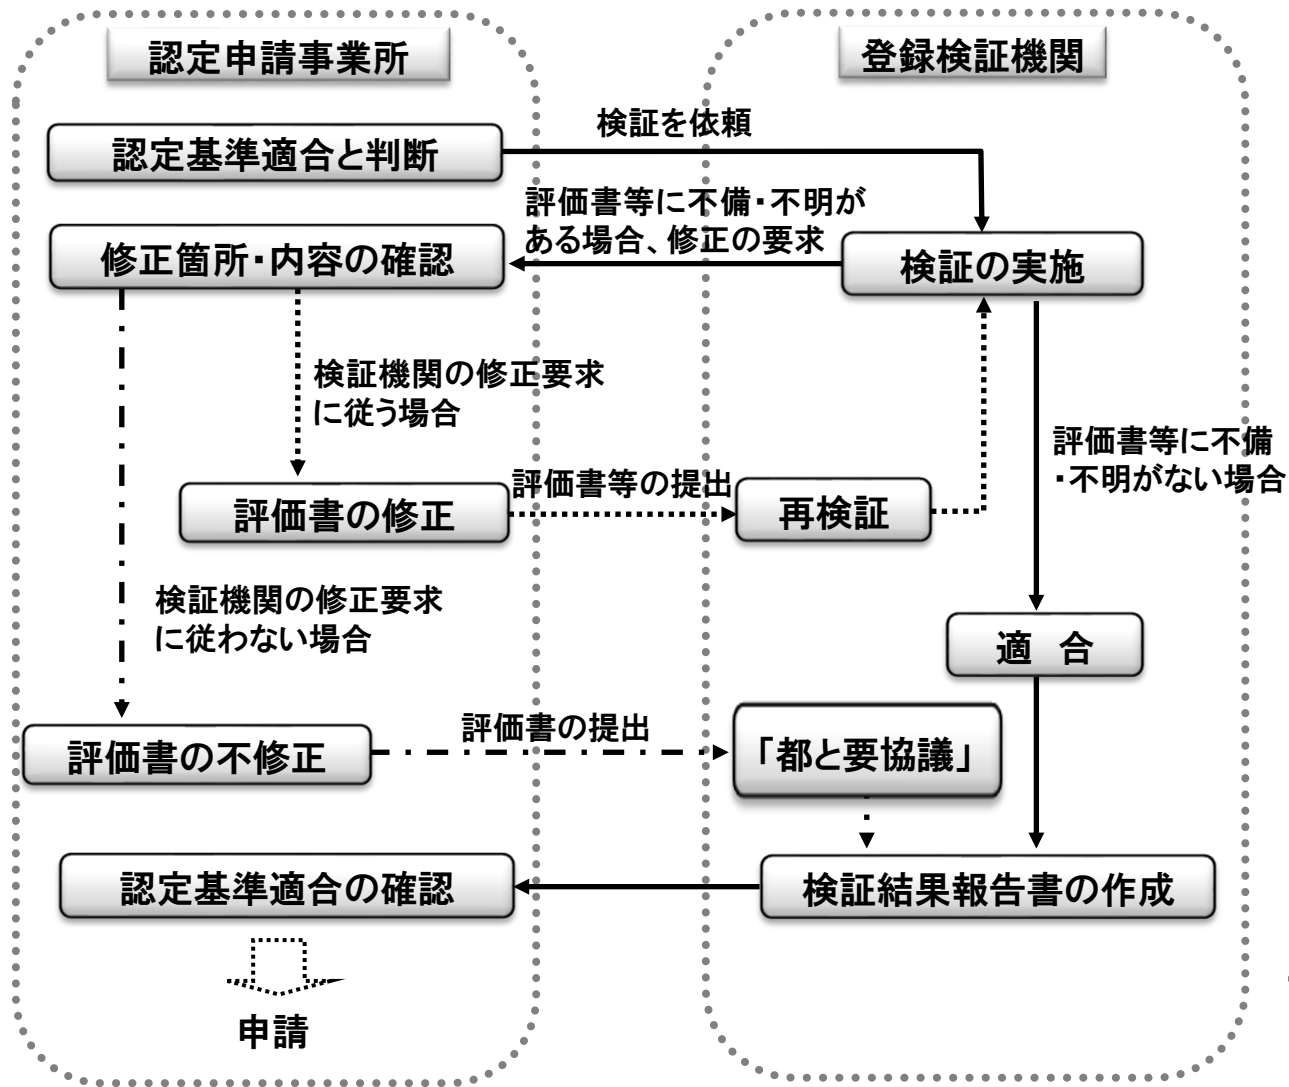 認定申請事業所
登録検証機関
検証を依頼
認定基準適合と判断
評価書等に不備・不明が
ある場合、修正の要求
修正箇所・内容の確認
検証の実施
検証機関の修正要求
に従う場合
評価書等に不備
・不明がない場合
評価書等の提出
評価書の修正
再検証
検証機関の修正要求
に従わない場合
適　合
評価書の提出
評価書の不修正
「都と要協議」
認定基準適合の確認
検証結果報告書の作成
申請